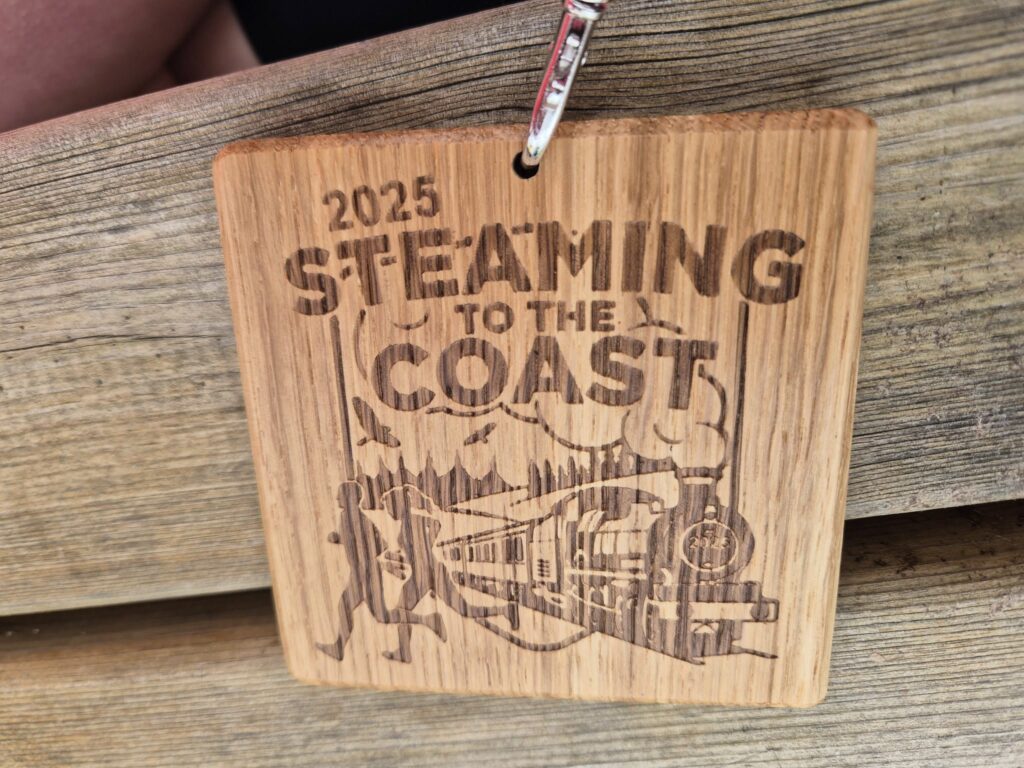 2025
STEAMING
TO THE
COAST